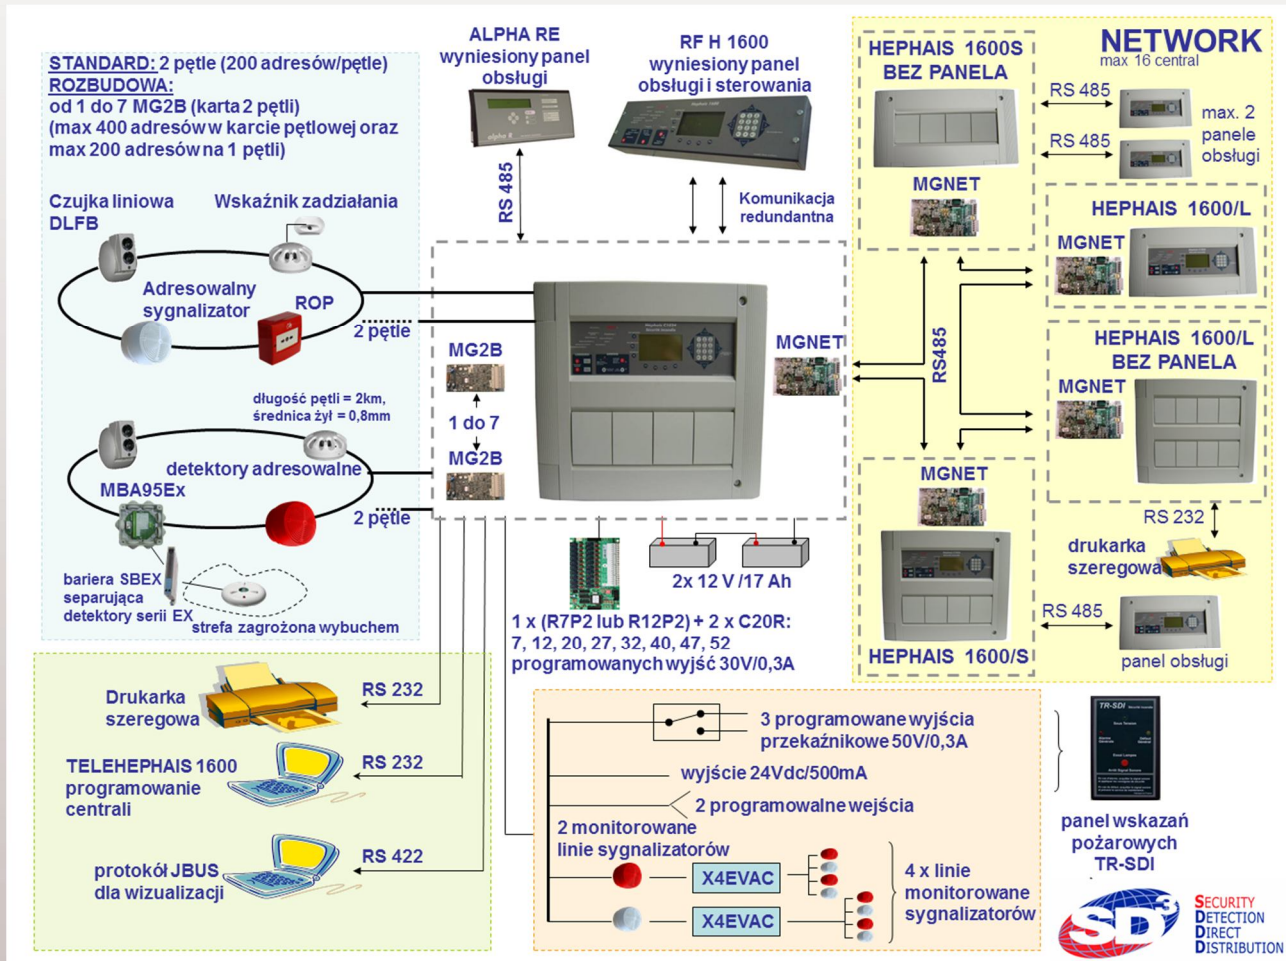 STANDARD: 2 pętle (200 adresów/pętle)
ROZBUDOWA:
od 1 do 7 MG2B (karta 2 pętli)
(max 400 adresów w karcie pętlowej oraz
max 200 adresów na 1 pętli)
Czujka liniowa
DLFB
Wskaźnik zadziałania
Adresowalny
sygnalizator
ROP
2 pętle
długość pętli = 2km,
średnica żył = 0,8mm
detektory adresowalne
MBA95Ex
2 pętle
bariera SBEX
separująca
detektory serii EX
strefa zagrożona wybuchem
ALPHA RE
wyniesiony panel
obsługi
RS 485
RF H 1600
wyniesiony panel
obsługi i sterowania
Komunikacja
redundantna
MG2B
1 do 7
MG2B
MGNET
2x 12 V /17 Ah
1 x (R7P2 lub R12P2) + 2 x C20R:
7, 12, 20, 27, 32, 40, 47, 52
programowanych wyjść 30V/0,3A
NETWORK
max 16 central
HEPHAIS 1600S
BEZ PANELA
RS 485
RS 485
max. 2
panele
obsługi
MGNET
HEPHAIS 1600/L
MGNET
RS485
HEPHAIS 1600/L
BEZ PANELA
MGNET
MGNET
RS 232
drukarka
szeregowa
RS 485
HEPHAIS 1600/S
panel obsługi
Drukarka
szeregowa
RS 232
TELEHEPHAIS 1600
programowanie
centrali
RS 232
protokół JBUS
dla wizualizacji
RS 422
3 programowane wyjścia
przekaźnikowe 50V/0,3A
wyjście 24Vdc/500mA
2 programowalne wejścia
2 monitorowane
linie sygnalizatorów
X4EVAC
X4EVAC
4 x linie
monitorowane
sygnalizatorów
TR-SDI
panel wskazań
pożarowych
TR-SDI
SD3
SECURITY
DETECTION
DIRECT
DISTRIBUTION